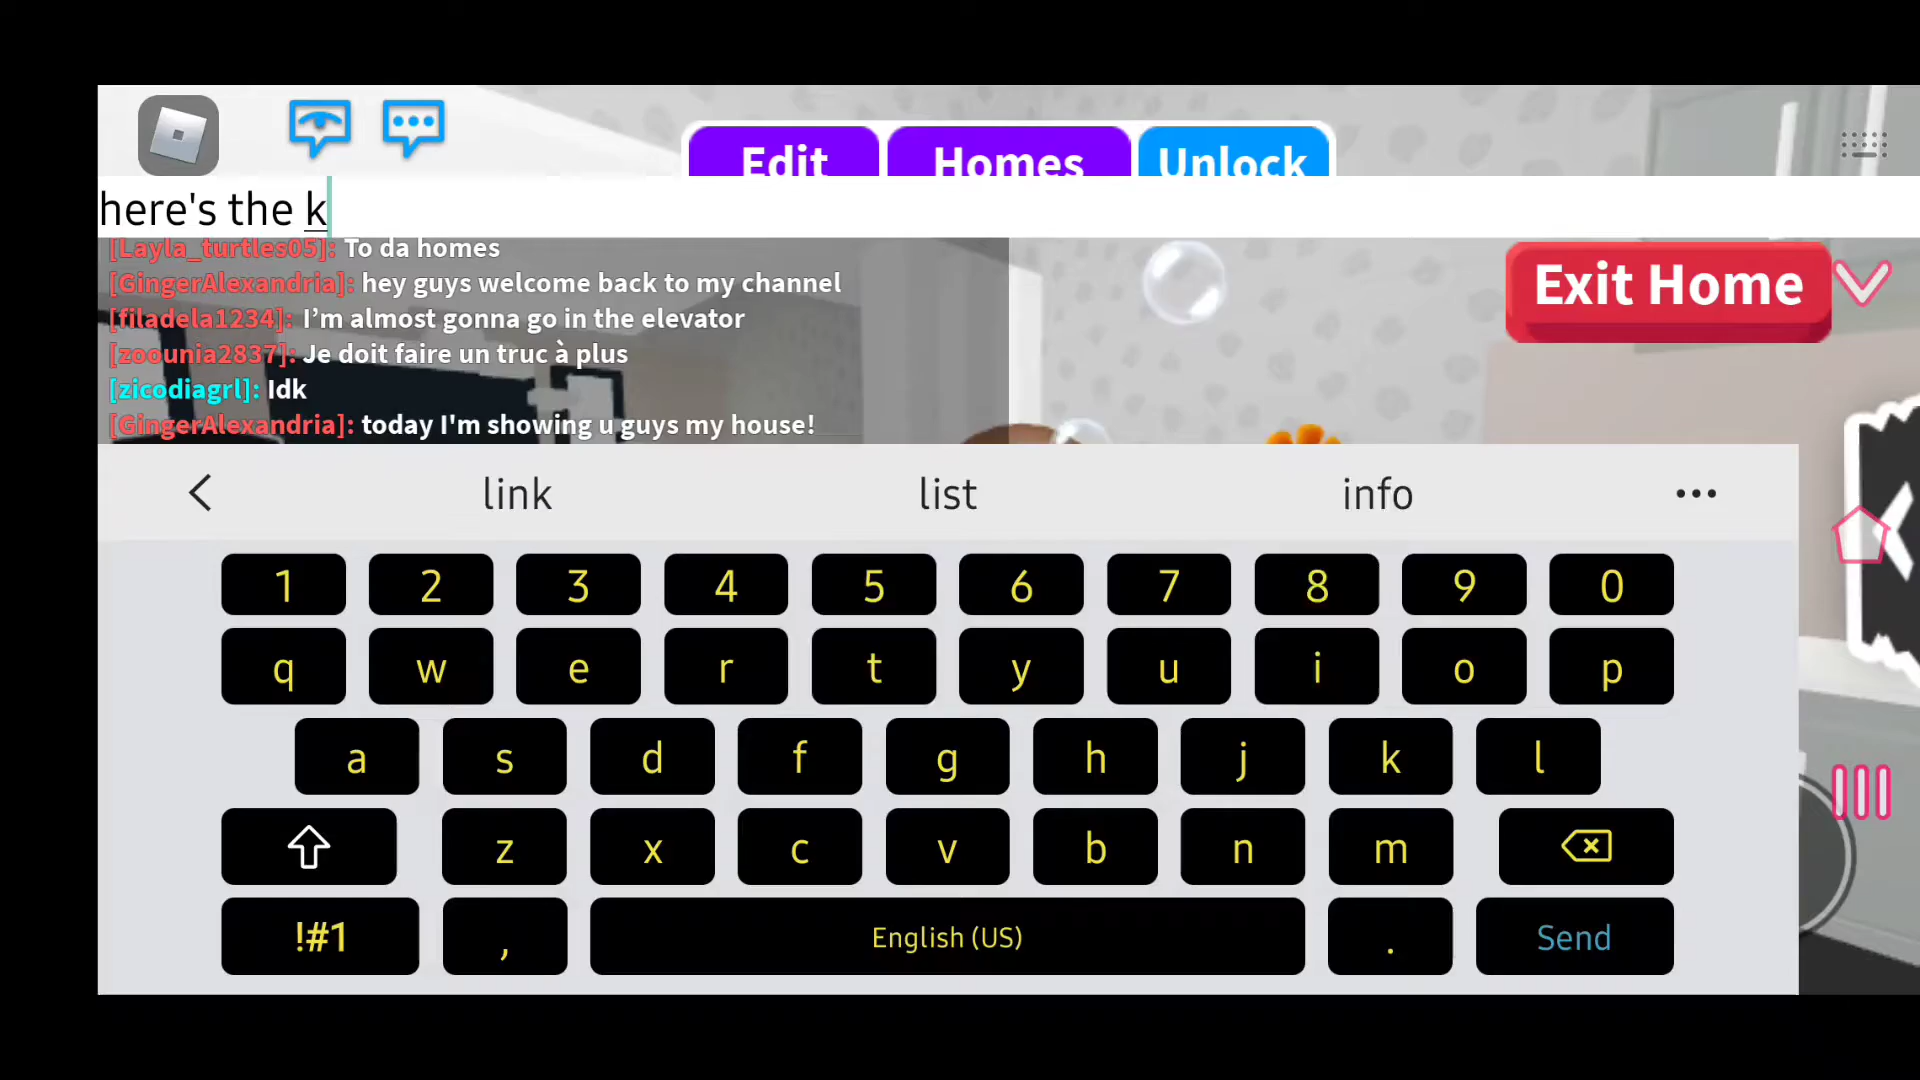 Edit Homes Unlock
here's the k
[Layla_turtles05]: To da homes
[GingerAlexandria]: hey guys welcome back to my channel
[filadela1234]: I’m almost gonna go in the elevator
[zoounia2837]: Je doit faire un truc à plus
[zicodiagrl]: Idk
[GingerAlexandria]: today I'm showing u guys my house!
Exit Home
link list info
1 2 3 4 5 6 7 8 9 0
q w e r t y u i o p
a s d f g h j k l
z x c v b n m
!#1 , English (US) . Send